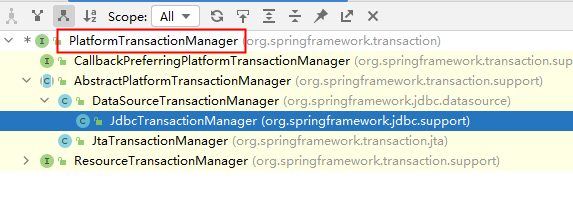 Scope: All
* I PlatformTransactionManager (org.springframework.transaction)
I CallbackPreferringPlatformTransactionManager (org.springframework.transaction.support)
C AbstractPlatformTransactionManager (org.springframework.transaction.support)
C DataSourceTransactionManager (org.springframework.jdbc.datasource)
C JdbcTransactionManager (org.springframework.jdbc.support)
C JtaTransactionManager (org.springframework.transaction.jta)
I ResourceTransactionManager (org.springframework.transaction.support)